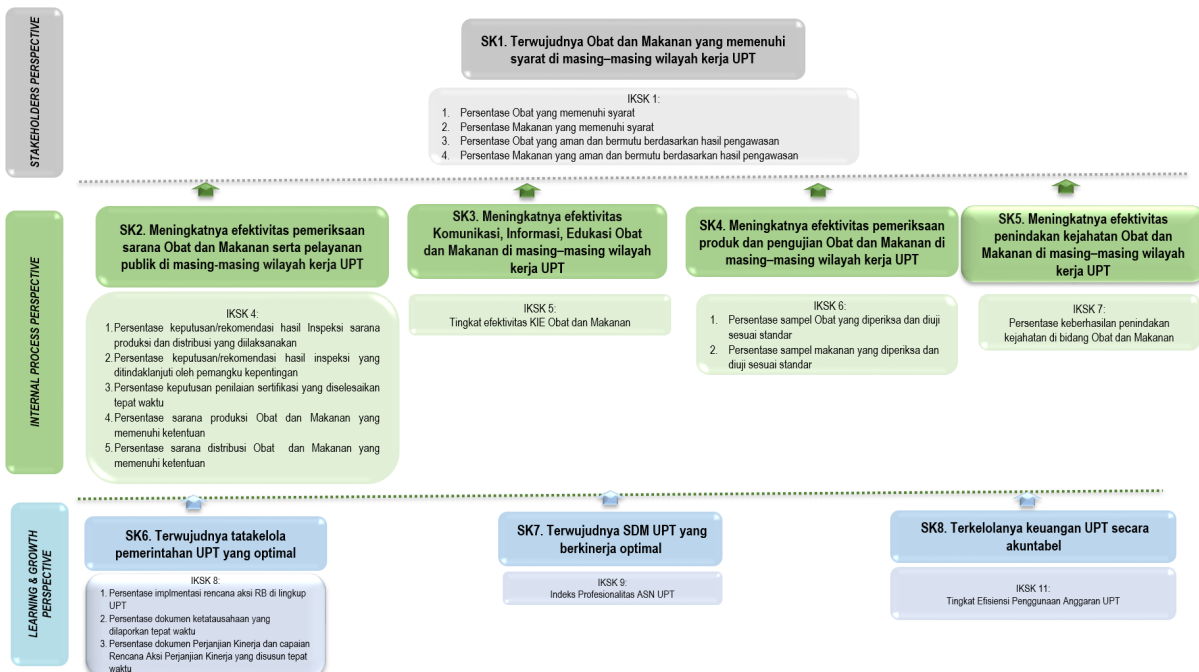 STAKEHOLDERS PERSPECTIVE
SK1. Terwujudnya Obat dan Makanan yang memenuhi
syarat di masing–masing wilayah kerja UPT
IKSK 1:
1. Persentase Obat yang memenuhi syarat
2. Persentase Makanan yang memenuhi syarat
3. Persentase Obat yang aman dan bermutu berdasarkan hasil pengawasan
4. Persentase Makanan yang aman dan bermutu berdasarkan hasil pengawasan
INTERNAL PROCESS PERSPECTIVE
SK2. Meningkatnya efektivitas pemeriksaan
sarana Obat dan Makanan serta pelayanan
publik di masing-masing wilayah kerja UPT
IKSK 4:
1. Persentase keputusan/rekomendasi hasil Inspeksi sarana
produksi dan distribusi yang diilaksanakan
2. Persentase keputusan/rekomendasi hasil inspeksi yang
ditindaklanjuti oleh pemangku kepentingan
3. Persentase keputusan penilaian sertifikasi yang diselesaikan
tepat waktu
4. Persentase sarana produksi Obat dan Makanan yang
memenuhi ketentuan
5. Persentase sarana distribusi Obat dan Makanan yang
memenuhi ketentuan
SK3. Meningkatnya efektivitas
Komunikasi, Informasi, Edukasi Obat
dan Makanan di masing–masing wilayah
kerja UPT
IKSK 5:
Tingkat efektivitas KIE Obat dan Makanan
SK4. Meningkatnya efektivitas pemeriksaan
produk dan pengujian Obat dan Makanan di
masing–masing wilayah kerja UPT
IKSK 6:
1. Persentase sampel Obat yang diperiksa dan diuji
sesuai standar
2. Persentase sampel makanan yang diperiksa dan
diuji sesuai standar
SK5. Meningkatnya efektivitas
penindakan kejahatan Obat dan
Makanan di masing–masing wilayah
kerja UPT
IKSK 7:
Persentase keberhasilan penindakan
kejahatan di bidang Obat dan Makanan
LEARNING & GROWTH
PERSPECTIVE
SK6. Terwujudnya tatakelola
pemerintahan UPT yang optimal
IKSK 8:
1. Persentase implmentasi rencana aksi RB di lingkup
UPT
2. Persentase dokumen ketatausahaan yang
dilaporkan tepat waktu
3. Persentase dokumen Perjanjian Kinerja dan capaian
Rencana Aksi Perjanjian Kinerja yang disusun tepat
waktu
SK7. Terwujudnya SDM UPT yang
berkinerja optimal
IKSK 9:
Indeks Profesionalitas ASN UPT
SK8. Terkelolanya keuangan UPT secara
akuntabel
IKSK 11:
Tingkat Efisiensi Penggunaan Anggaran UPT